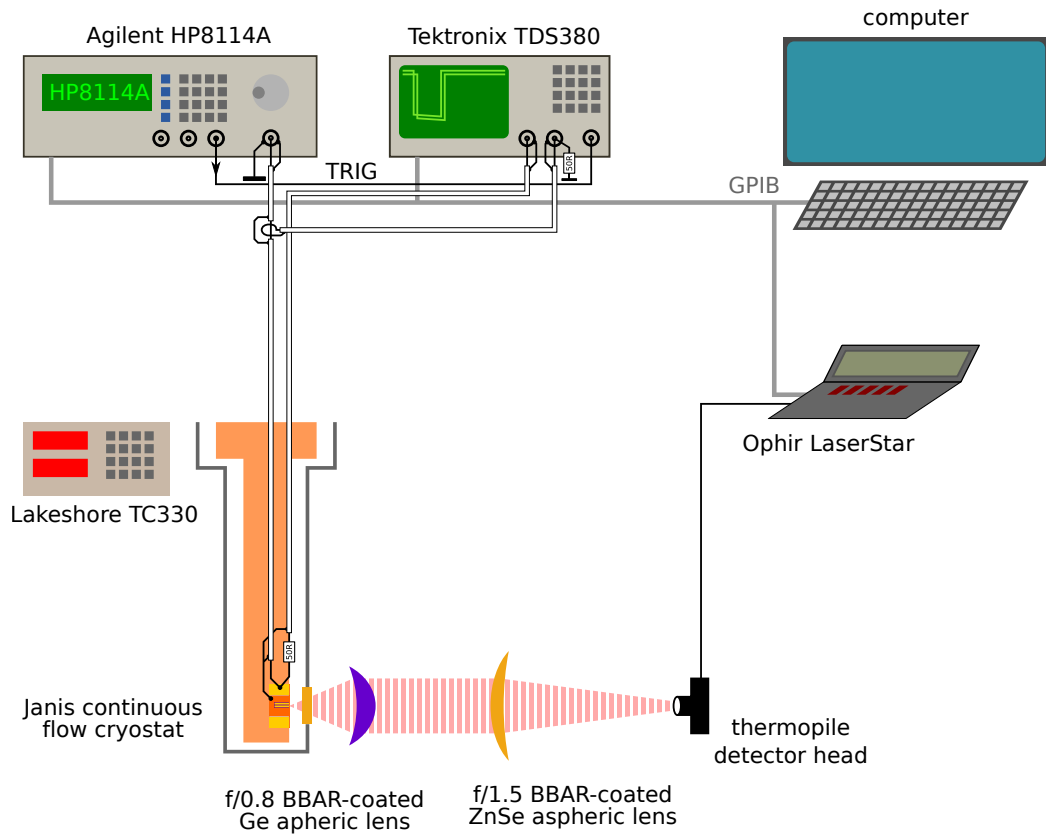 computer
Agilent HP8114A
Tektronix TDS380
HP8114A
50R
TRIG
GPIB
Ophir LaserStar
Lakeshore TC330
50R
Janis continuous
flow cryostat
thermopile
detector head
f/0.8 BBAR-coated
Ge apheric lens
f/1.5 BBAR-coated
ZnSe aspheric lens